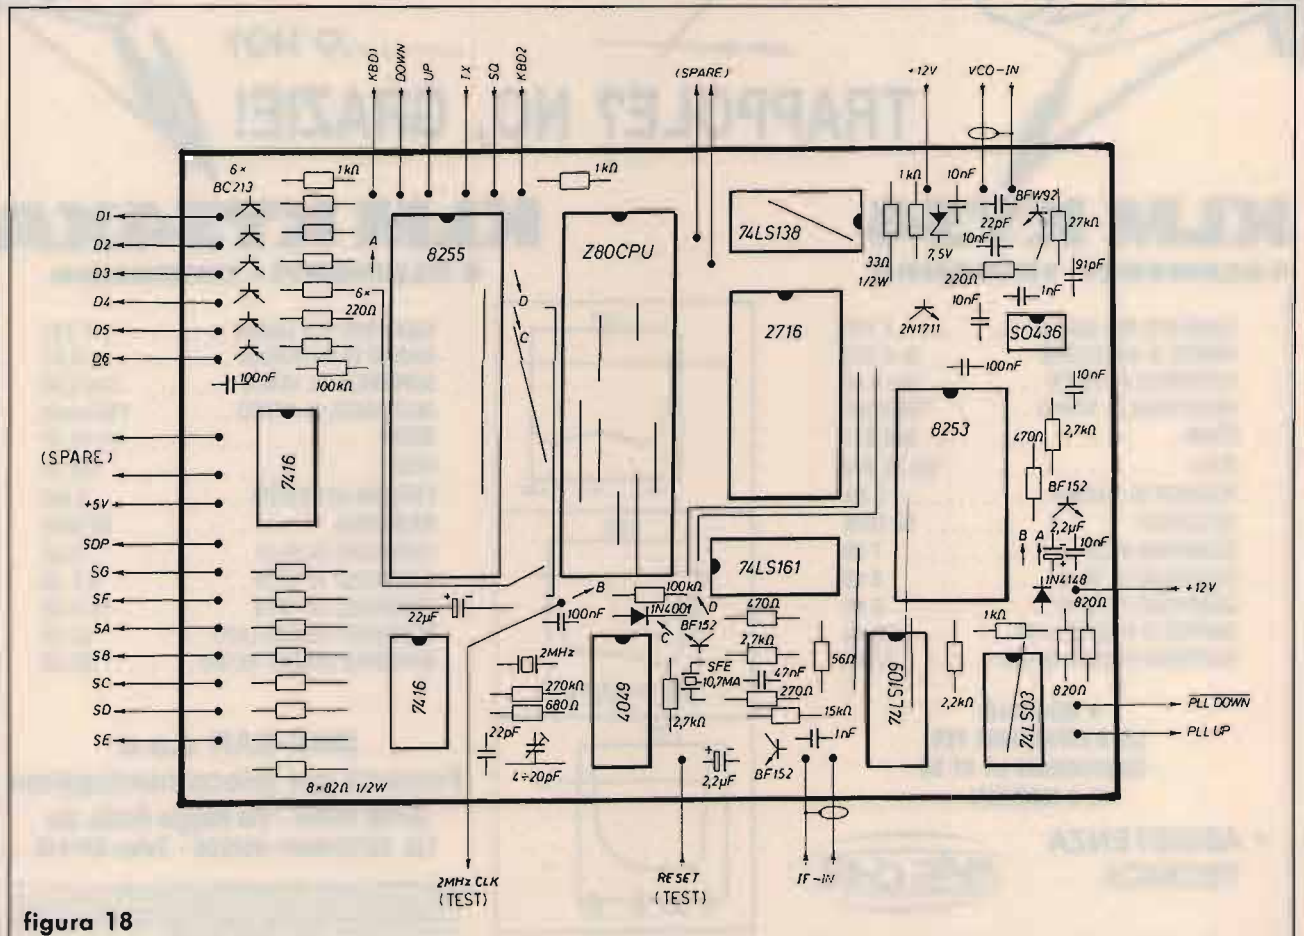 KBD1
DOWN
UP
TX
SQ
KBD2
(SPARE)
+12V
VCO-IN
6×
BC213
1kΩ
1kΩ
D1
D2
D3
D4
D5
D6
A
6×
220Ω
100nF
100kΩ
8255
Z80CPU
D
C
74LS138
2716
33Ω
1/2W
1kΩ
7,5V
10nF
22pF
10nF
220Ω
BFW92
27kΩ
91pF
1nF
2N1711
10nF
SO436
100nF
10nF
8253
470Ω
2,7kΩ
BF152
2,2µF
10nF
B
A
1N4148
+12V
820Ω
820Ω
1kΩ
(SPARE)
+5V
SDP
SG
SF
SA
SB
SC
SD
SE
7416
7416
8×82Ω 1/2W
22µF
B
100nF
2MHz
270kΩ
680Ω
22pF
4÷20pF
100kΩ
1N4001
C
D
BF152
4049
2,7kΩ
SFE
10,7MA
74LS161
470Ω
2,7kΩ
47nF
270Ω
15kΩ
56Ω
1nF
2,2µF
BF152
74LS109
2,2kΩ
74LS03
PLL DOWN
PLL UP
2MHz CLK
(TEST)
RESET
(TEST)
IF-IN
figura 18
TRAPPOLE? NO, GRAZIE!